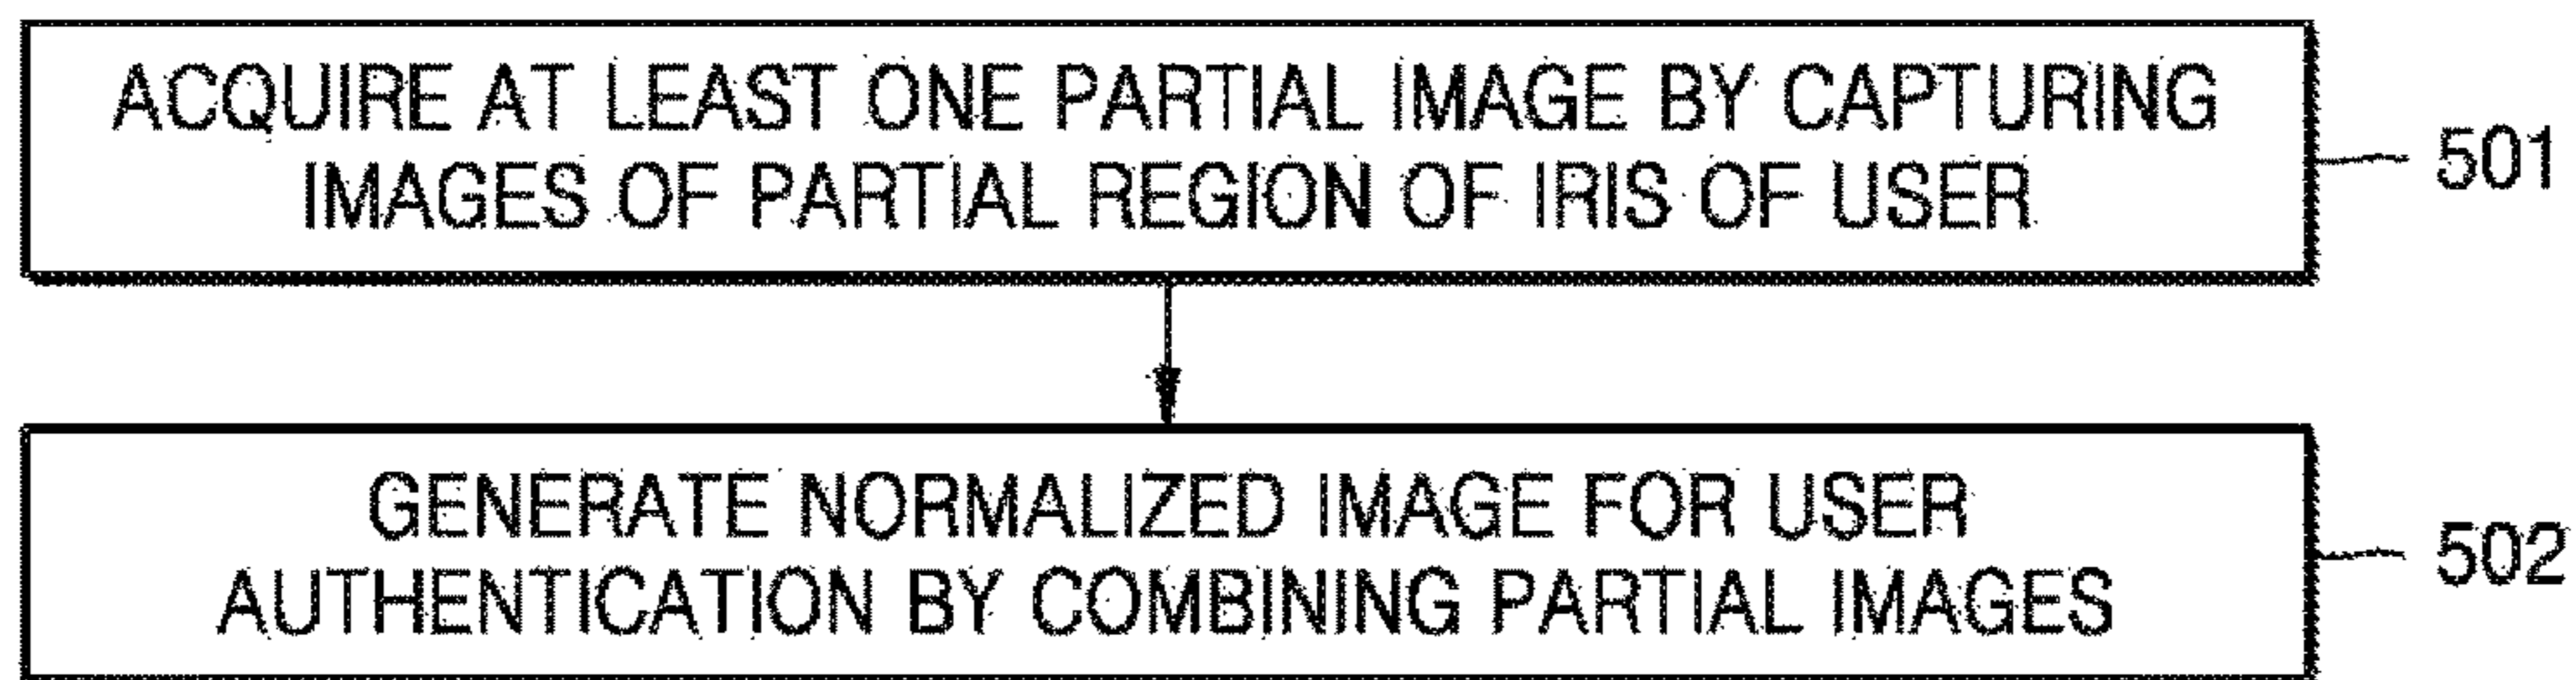 ACQUIRE AT LEAST ONE PARTIAL IMAGE BY CAPTURING
IMAGES OF PARTIAL REGION OF IRIS OF USER
501
GENERATE NORMALIZED IMAGE FOR USER
AUTHENTICATION BY COMBINING PARTIAL IMAGES
502